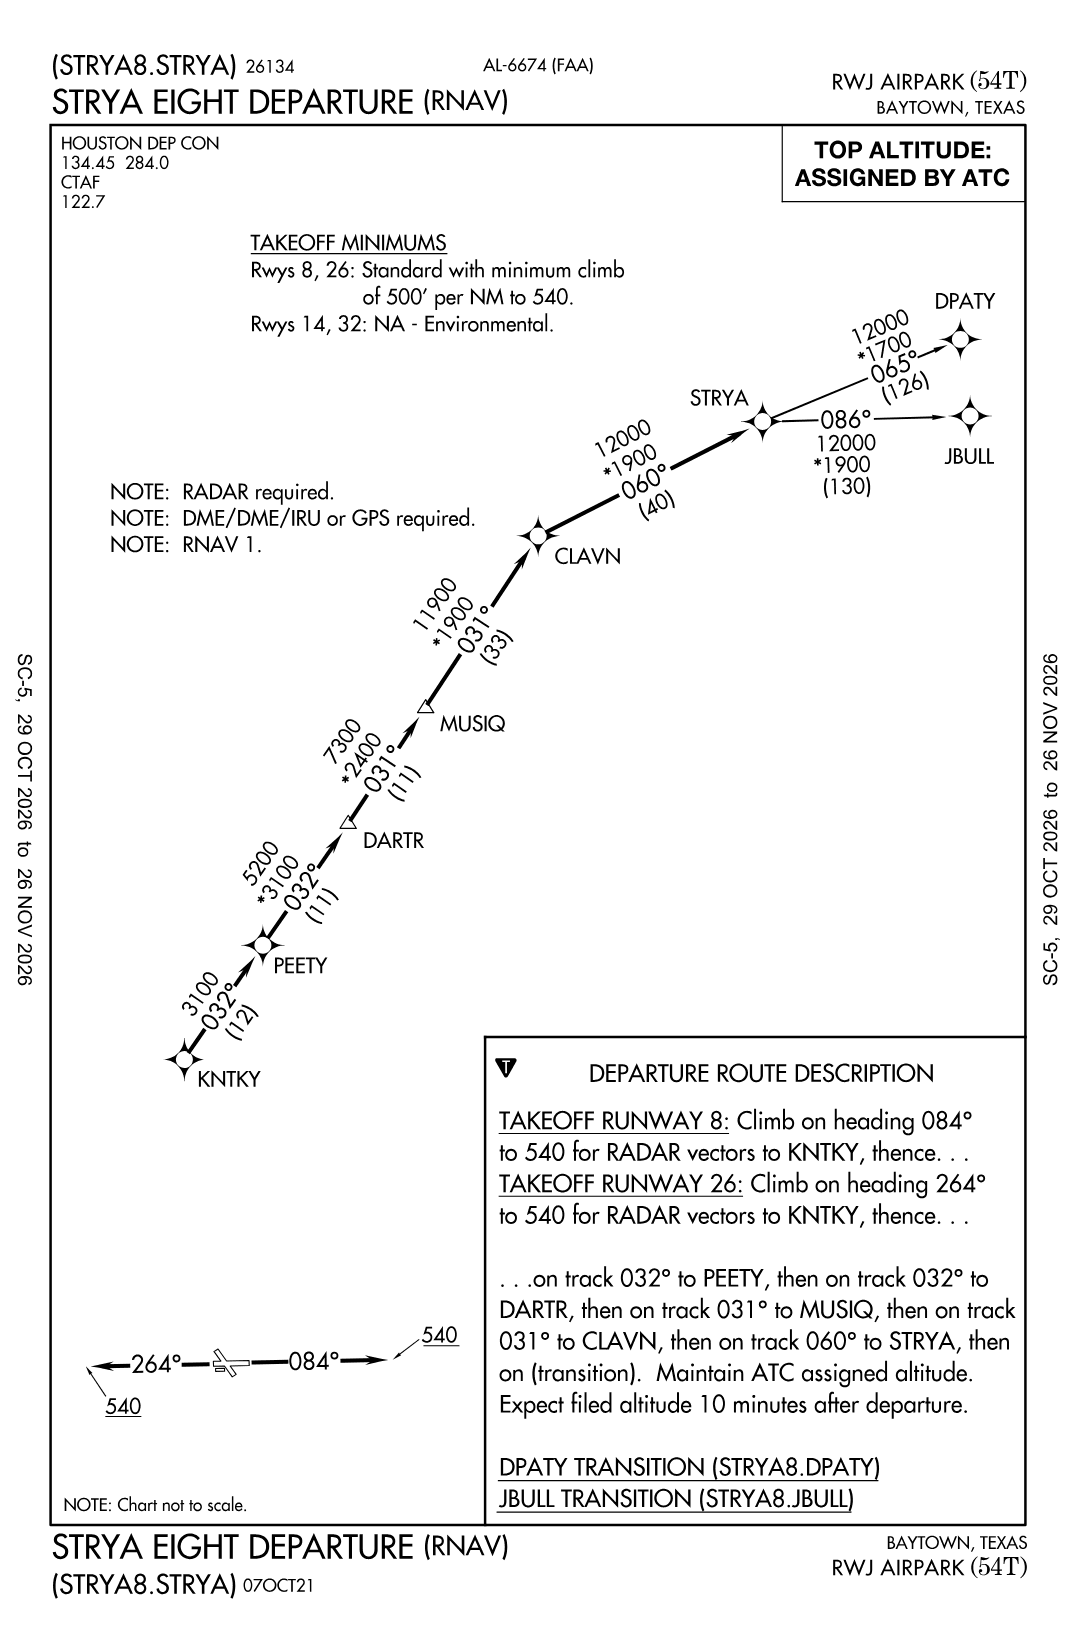 (STRYA8.STRYA) 26134
AL-6674 (FAA)
RWJ AIRPARK (54T)
STRYA EIGHT DEPARTURE (RNAV)
BAYTOWN, TEXAS
HOUSTON DEP CON
134.45 284.0
CTAF
122.7
TOP ALTITUDE:
ASSIGNED BY ATC
TAKEOFF MINIMUMS
Rwys 8, 26: Standard with minimum climb
of 500' per NM to 540.
Rwys 14, 32: NA - Environmental.
DPATY
12000
*1700
065°
(126)
STRYA
086°
12000
*1900
(130)
JBULL
12000
*1900
060°
(40)
NOTE: RADAR required.
NOTE: DME/DME/IRU or GPS required.
NOTE: RNAV 1.
CLAVN
11900
*1900
031°
(33)
MUSIQ
7300
*2400
031°
(11)
DARTR
5200
*3100
032°
(11)
PEETY
3100
032°
(12)
KNTKY
SC-5, 29 OCT 2026 to 26 NOV 2026
SC-5, 29 OCT 2026 to 26 NOV 2026
T
DEPARTURE ROUTE DESCRIPTION
TAKEOFF RUNWAY 8: Climb on heading 084°
to 540 for RADAR vectors to KNTKY, thence. . .
TAKEOFF RUNWAY 26: Climb on heading 264°
to 540 for RADAR vectors to KNTKY, thence. . .
. . .on track 032° to PEETY, then on track 032° to
DARTR, then on track 031° to MUSIQ, then on track
031° to CLAVN, then on track 060° to STRYA, then
on (transition). Maintain ATC assigned altitude.
Expect filed altitude 10 minutes after departure.
DPATY TRANSITION (STRYA8.DPATY)
JBULL TRANSITION (STRYA8.JBULL)
540
264°
084°
540
NOTE: Chart not to scale.
STRYA EIGHT DEPARTURE (RNAV)
BAYTOWN, TEXAS
(STRYA8.STRYA) 07OCT21
RWJ AIRPARK (54T)